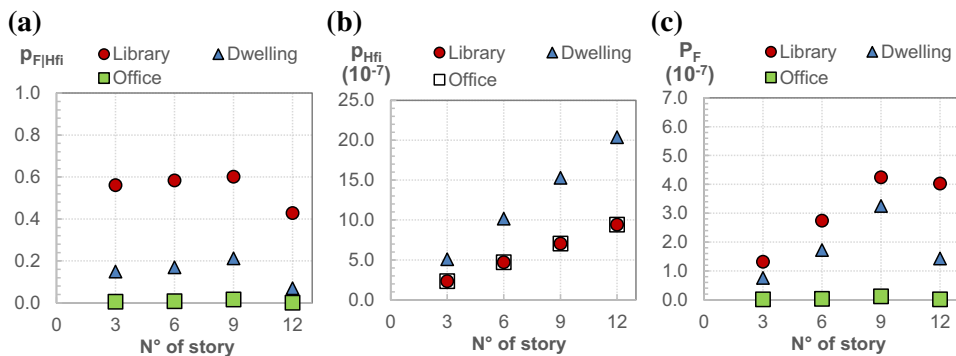 (a)
p_F|Hfi
Library
Dwelling
Office
1.0
0.8
0.6
0.4
0.2
0.0
0
3
6
9
12
N° of story
(b)
p_Hfi
(10^-7)
Library
Dwelling
Office
25.0
20.0
15.0
10.0
5.0
0.0
0
3
6
9
12
N° of story
(c)
P_F
(10^-7)
Library
Dwelling
Office
7.0
6.0
5.0
4.0
3.0
2.0
1.0
0.0
0
3
6
9
12
N° of story